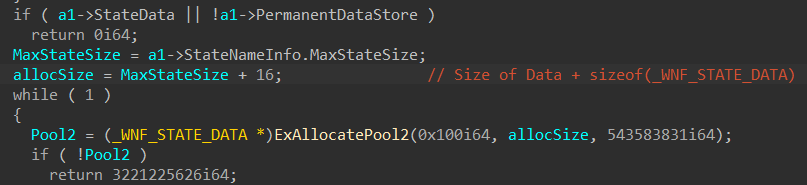 if ( a1->StateData || !a1->PermanentDataStore )
return 0i64;
MaxStateSize = a1->StateNameInfo.MaxStateSize;
allocSize = MaxStateSize + 16; // Size of Data + sizeof(_WNF_STATE_DATA)
while ( 1 )
{
Pool2 = (_WNF_STATE_DATA *)ExAllocatePool2(0x100i64, allocSize, 543583831i64);
if ( !Pool2 )
return 3221225626i64;